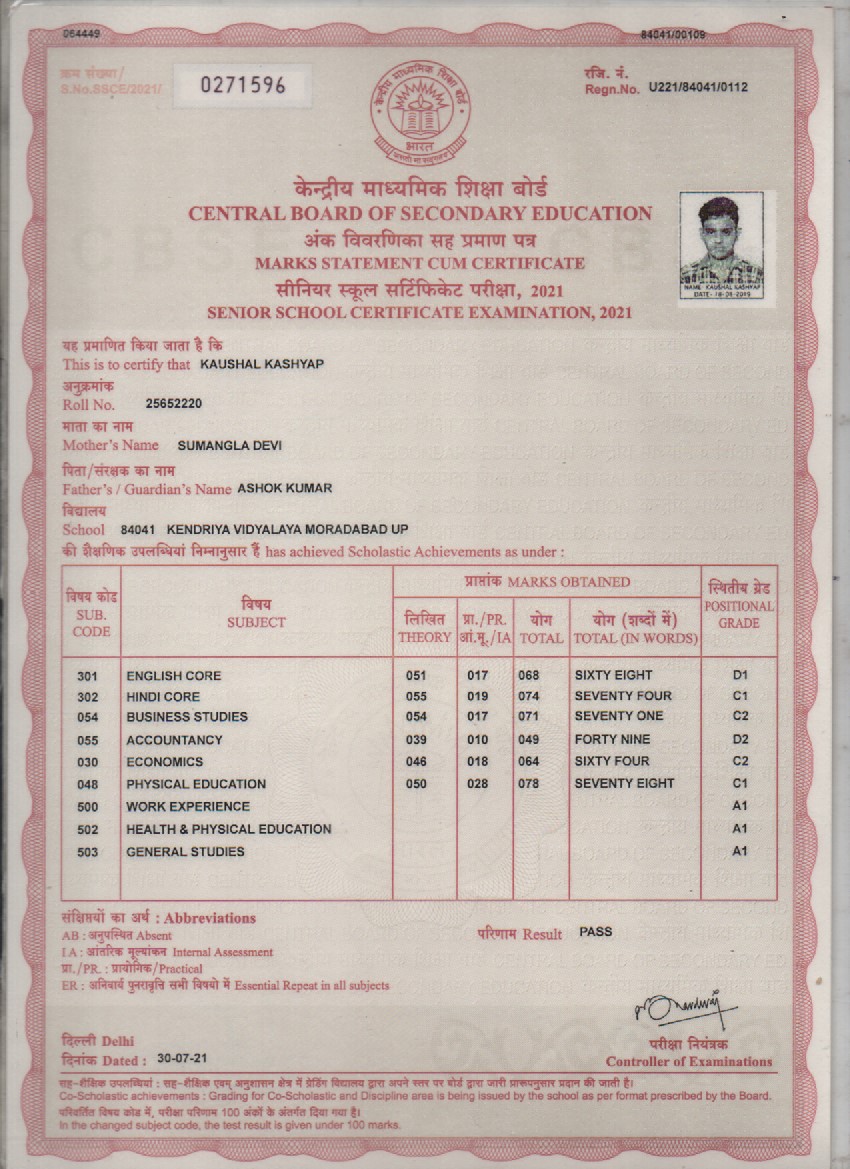 064449
84041/00109
क्रम संख्या/
S.No.SSCE/2021/ 0271596
रजि. नं.
Regn.No. U221/84041/0112
केन्द्रीय माध्यमिक शिक्षा बोर्ड
भारत
असतो मा सद्गमय
केन्द्रीय माध्यमिक शिक्षा बोर्ड
CENTRAL BOARD OF SECONDARY EDUCATION
अंक विवरणिका सह प्रमाण पत्र
MARKS STATEMENT CUM CERTIFICATE
सीनियर स्कूल सर्टिफिकेट परीक्षा, 2021
SENIOR SCHOOL CERTIFICATE EXAMINATION, 2021
NAME KAUSHAL KASHYAP
यह प्रमाणित किया जाता है कि
This is to certify that KAUSHAL KASHYAP
अनुक्रमांक
Roll No. 25652220
माता का नाम
Mother's Name SUMANGLA DEVI
पिता/संरक्षक का नाम
Father's / Guardian's Name ASHOK KUMAR
विद्यालय
School 84041 KENDRIYA VIDYALAYA MORADABAD UP
की शैक्षणिक उपलब्धियां निम्नानुसार हैं has achieved Scholastic Achievements as under :
विषय कोड SUB. CODE
विषय SUBJECT
प्राप्तांक MARKS OBTAINED
लिखित THEORY
प्रा./PR. आं.मू./IA
योग TOTAL
योग (शब्दों में) TOTAL (IN WORDS)
स्थितीय ग्रेड POSITIONAL GRADE
301 ENGLISH CORE 051 017 068 SIXTY EIGHT D1
302 HINDI CORE 055 019 074 SEVENTY FOUR C1
054 BUSINESS STUDIES 054 017 071 SEVENTY ONE C2
055 ACCOUNTANCY 039 010 049 FORTY NINE D2
030 ECONOMICS 046 018 064 SIXTY FOUR C2
048 PHYSICAL EDUCATION 050 028 078 SEVENTY EIGHT C1
500 WORK EXPERIENCE A1
502 HEALTH & PHYSICAL EDUCATION A1
503 GENERAL STUDIES A1
संक्षिप्तियों का अर्थ : Abbreviations
AB : अनुपस्थित Absent
I A : आंतरिक मूल्यांकन Internal Assessment
प्रा./PR. : प्रायोगिक/Practical
ER : अनिवार्य पुनरावृत्ति सभी विषयो में Essential Repeat in all subjects
परिणाम Result PASS
दिल्ली Delhi
दिनांक Dated : 30-07-21
परीक्षा नियंत्रक
Controller of Examinations
सह-शैक्षिक उपलब्धियां : सह-शैक्षिक एवम् अनुशासन क्षेत्र में ग्रेडिंग विद्यालय द्वारा अपने स्तर पर बोर्ड द्वारा जारी प्रारूपनुसार प्रदान की जाती है।
Co-Scholastic achievements : Grading for Co-Scholastic and Discipline area is being issued by the school as per format prescribed by the Board.
परिवर्तित विषय कोड में, परीक्षा परिणाम 100 अंकों के अंतर्गत दिया गया है।
In the changed subject code, the test result is given under 100 marks.